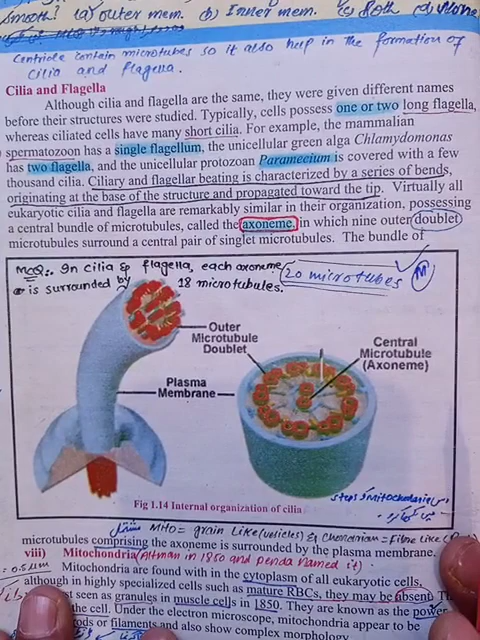 Smooth? (a) Outer mem. (b) Inner mem. (c) Both (d) None
Centriole contain microtubes so it also help in the formation of
cilia and flagella.
Cilia and Flagella
Although cilia and flagella are the same, they were given different names
before their structures were studied. Typically, cells possess one or two long flagella,
whereas ciliated cells have many short cilia. For example, the mammalian
spermatozoon has a single flagellum, the unicellular green alga Chlamydomonas
has two flagella, and the unicellular protozoan Paramecium is covered with a few
thousand cilia. Ciliary and flagellar beating is characterized by a series of bends,
originating at the base of the structure and propagated toward the tip. Virtually all
eukaryotic cilia and flagella are remarkably similar in their organization, possessing
a central bundle of microtubules, called the axoneme, in which nine outer doublet
microtubules surround a central pair of singlet microtubules. The bundle of
MCQ:. In cilia & flagella, each axoneme 20 microtubes M
is surrounded by 18 microtubules.
Outer
Microtubule
Doublet
Central
Microtubule
(Axoneme)
Plasma
Membrane
Fig 1.14 Internal organization of cilia
Mito = grain Like (vesicles) & Chondrion = Fibre like
microtubules comprising the axoneme is surrounded by the plasma membrane.
viii) Mitochondria (Altman in 1850 and Benda Named it)
= 0.5μm Mitochondria are found with in the cytoplasm of all eukaryotic cells,
although in highly specialized cells such as mature RBCs, they may be absent.
st seen as granules in muscle cells in 1850. They are known as the power
the cell. Under the electron microscope, mitochondria appear to be
rods or filaments and also show complex morphology.